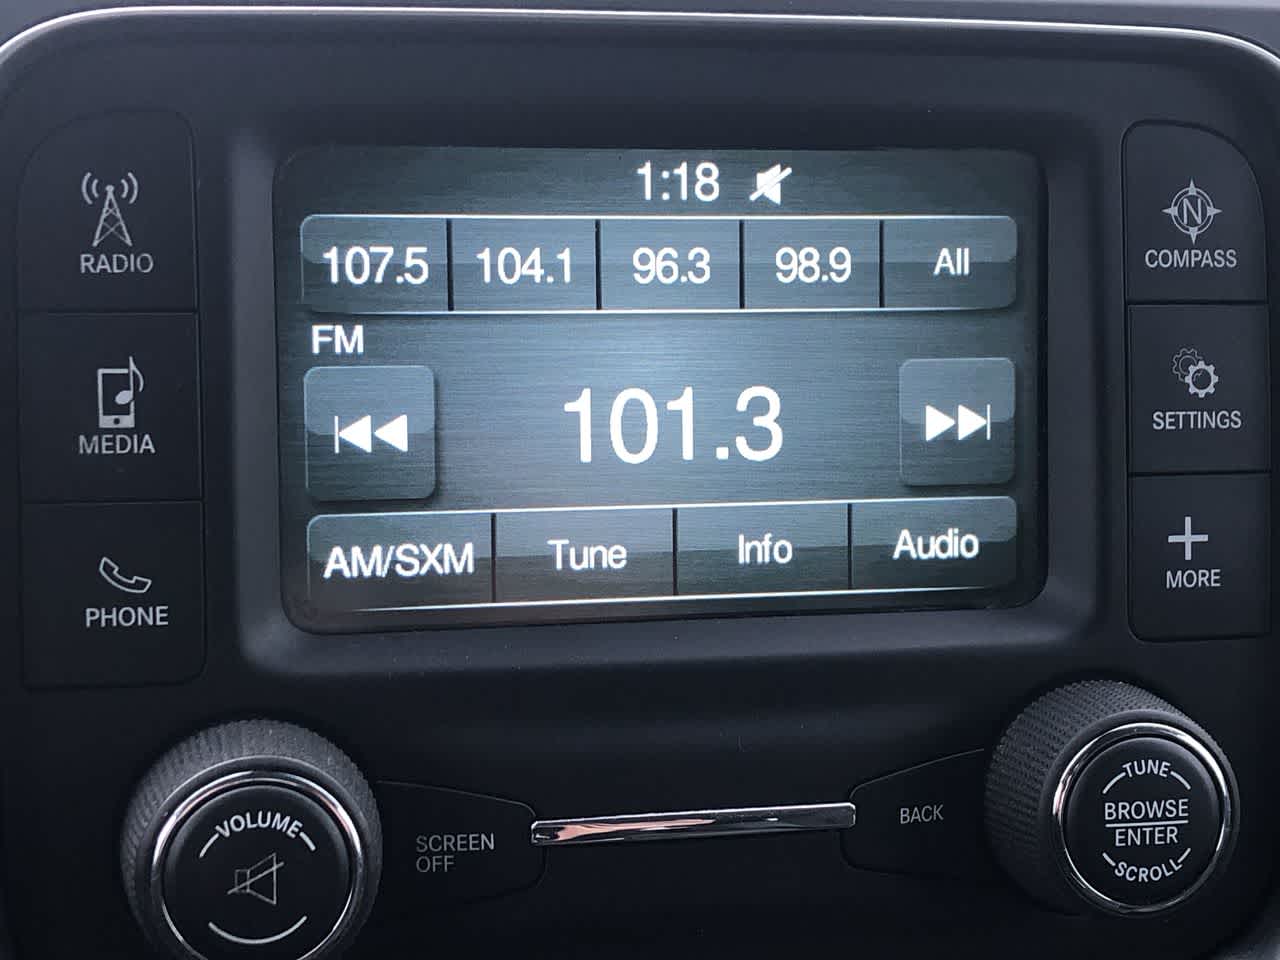 1:18
107.5 104.1 96.3 98.9 All
FM
101.3
AM/SXM Tune Info Audio
RADIO
MEDIA
PHONE
N
COMPASS
SETTINGS
MORE
VOLUME
SCREEN
OFF
BACK
TUNE
BROWSE
ENTER
SCROLL